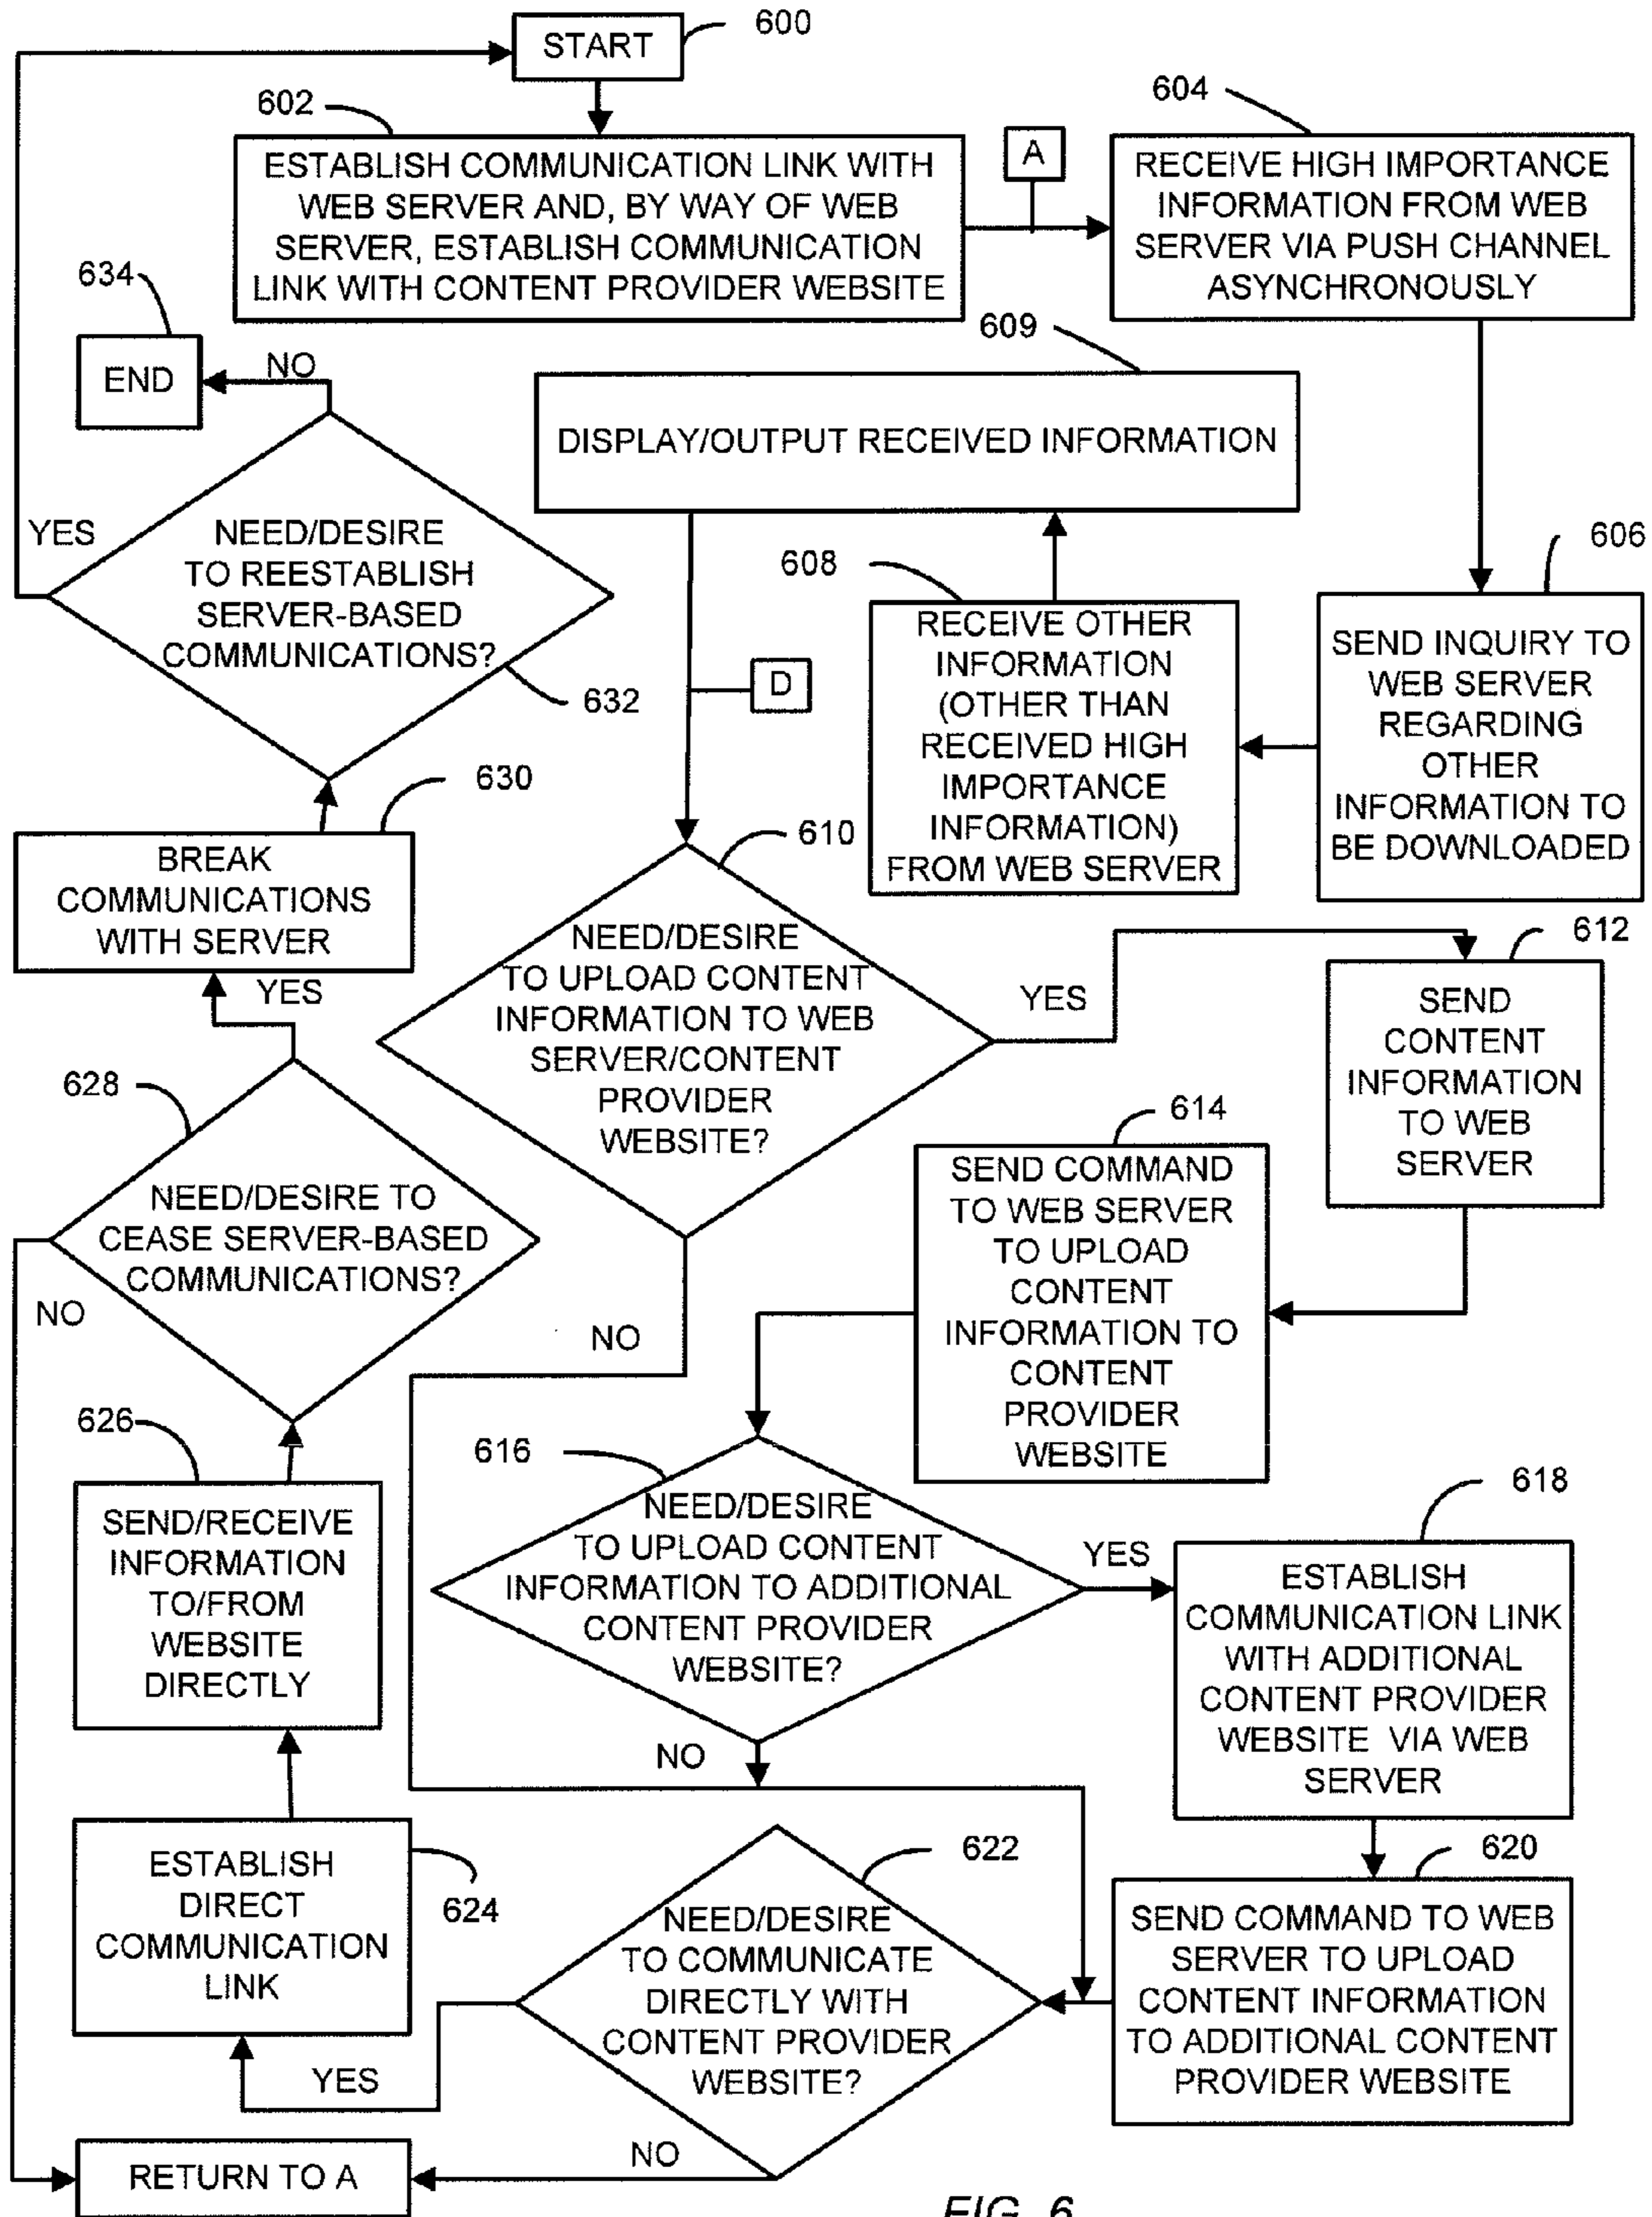 START
600
602
ESTABLISH COMMUNICATION LINK WITH
WEB SERVER AND, BY WAY OF WEB
SERVER, ESTABLISH COMMUNICATION
LINK WITH CONTENT PROVIDER WEBSITE
A
604
RECEIVE HIGH IMPORTANCE
INFORMATION FROM WEB
SERVER VIA PUSH CHANNEL
ASYNCHRONOUSLY
606
SEND INQUIRY TO
WEB SERVER
REGARDING
OTHER
INFORMATION TO
BE DOWNLOADED
608
RECEIVE OTHER
INFORMATION
(OTHER THAN
RECEIVED HIGH
IMPORTANCE
INFORMATION)
FROM WEB SERVER
609
DISPLAY/OUTPUT RECEIVED INFORMATION
D
610
NEED/DESIRE
TO UPLOAD CONTENT
INFORMATION TO WEB
SERVER/CONTENT
PROVIDER
WEBSITE?
YES
NO
612
SEND
CONTENT
INFORMATION
TO WEB
SERVER
614
SEND COMMAND
TO WEB SERVER
TO UPLOAD
CONTENT
INFORMATION TO
CONTENT
PROVIDER
WEBSITE
616
NEED/DESIRE
TO UPLOAD CONTENT
INFORMATION TO ADDITIONAL
CONTENT PROVIDER
WEBSITE?
YES
NO
618
ESTABLISH
COMMUNICATION LINK
WITH ADDITIONAL
CONTENT PROVIDER
WEBSITE VIA WEB
SERVER
620
SEND COMMAND TO WEB
SERVER TO UPLOAD
CONTENT INFORMATION
TO ADDITIONAL CONTENT
PROVIDER WEBSITE
622
NEED/DESIRE
TO COMMUNICATE
DIRECTLY WITH
CONTENT PROVIDER
WEBSITE?
YES
NO
624
ESTABLISH
DIRECT
COMMUNICATION
LINK
626
SEND/RECEIVE
INFORMATION
TO/FROM
WEBSITE
DIRECTLY
628
NEED/DESIRE TO
CEASE SERVER-BASED
COMMUNICATIONS?
YES
NO
630
BREAK
COMMUNICATIONS
WITH SERVER
632
NEED/DESIRE
TO REESTABLISH
SERVER-BASED
COMMUNICATIONS?
YES
NO
634
END
RETURN TO A
FIG. 6